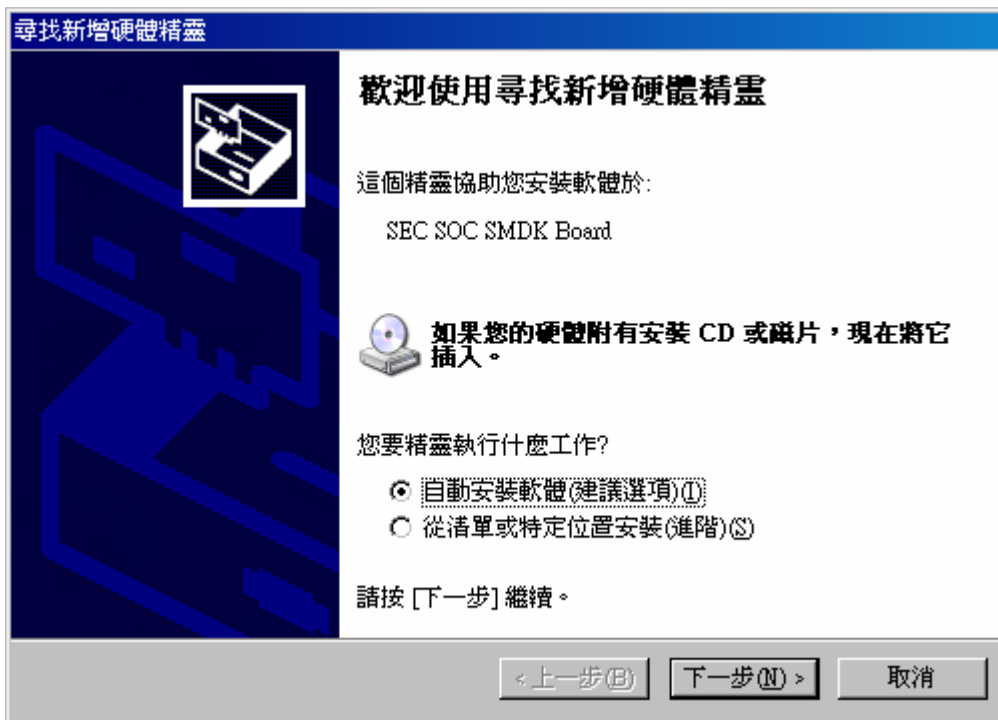 尋找新增硬體精靈
歡迎使用尋找新增硬體精靈
這個精靈協助您安裝軟體於:
SEC SOC SMDK Board
如果您的硬體附有安裝 CD 或磁片，現在將它
插入。
您要精靈執行什麼工作?
自動安裝軟體(建議選項)(I)
從清單或特定位置安裝(進階)(S)
請按 [下一步] 繼續。
<上一步(B)
下一步(N)>
取消